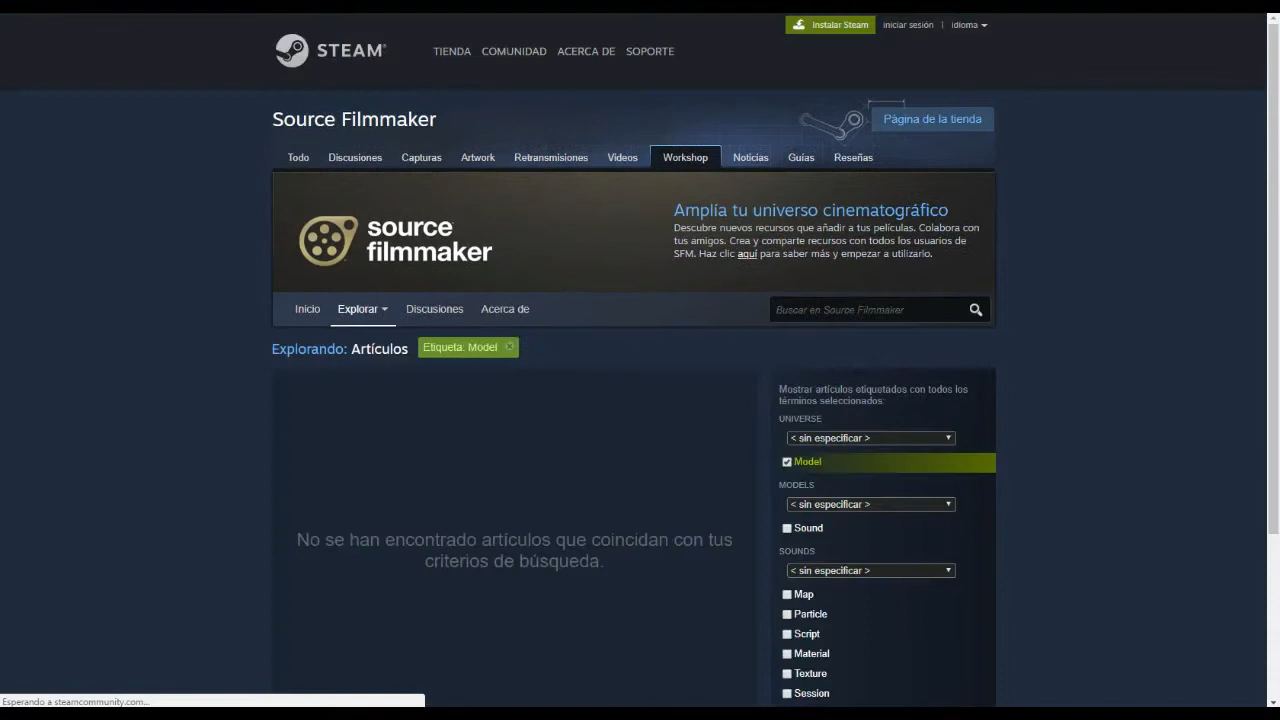 Instalar Steam iniciar sesión | idioma
STEAM® TIENDA COMUNIDAD ACERCA DE SOPORTE
Source Filmmaker
Página de la tienda
Todo Discusiones Capturas Artwork Retransmisiones Videos Workshop Noticias Guías Reseñas
source
filmmaker
Amplía tu universo cinematográfico
Descubre nuevos recursos que añadir a tus películas. Colabora con
tus amigos. Crea y comparte recursos con todos los usuarios de
SFM. Haz clic aquí para saber más y empezar a utilizarlo.
Inicio Explorar Discusiones Acerca de
Buscar en Source Filmmaker
Explorando: Artículos Etiqueta: Model
No se han encontrado artículos que coincidan con tus
criterios de búsqueda.
Mostrar artículos etiquetados con todos los
términos seleccionados:
UNIVERSE
< sin especificar >
Model
MODELS
< sin especificar >
Sound
SOUNDS
< sin especificar >
Map
Particle
Script
Material
Texture
Session
Esperando a steamcommunity.com...